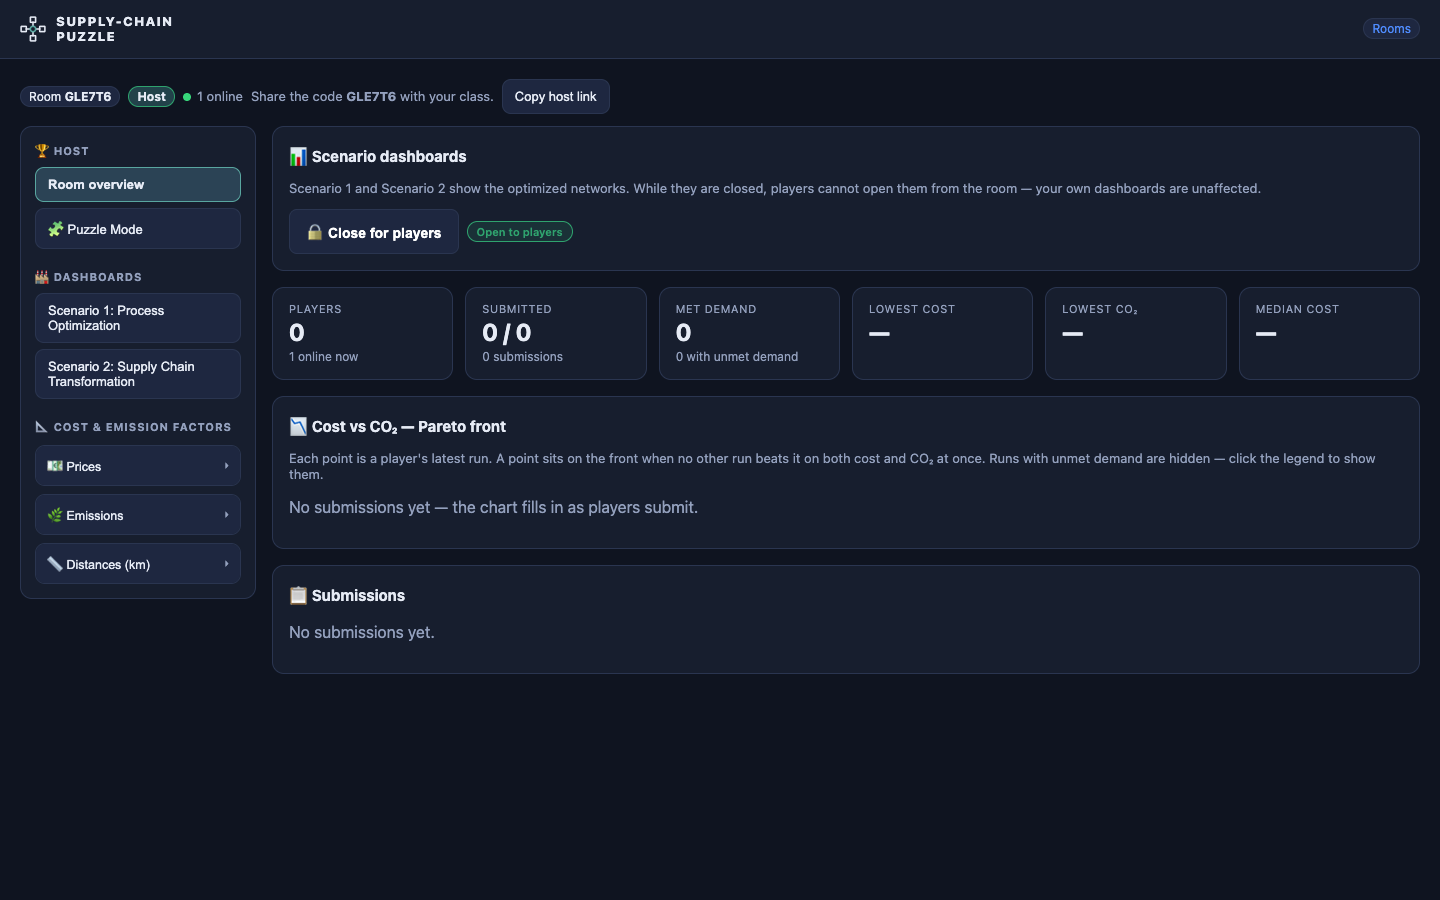 SUPPLY-CHAIN
PUZZLE
Rooms
Room GLE7T6
Host
1 online
Share the code GLE7T6 with your class.
Copy host link
HOST
Room overview
Puzzle Mode
DASHBOARDS
Scenario 1: Process
Optimization
Scenario 2: Supply Chain
Transformation
COST & EMISSION FACTORS
Prices
Emissions
Distances (km)
Scenario dashboards
Scenario 1 and Scenario 2 show the optimized networks. While they are closed, players cannot open them from the room — your own dashboards are unaffected.
Close for players
Open to players
PLAYERS
0
1 online now
SUBMITTED
0 / 0
0 submissions
MET DEMAND
0
0 with unmet demand
LOWEST COST
—
LOWEST CO₂
—
MEDIAN COST
—
Cost vs CO₂ — Pareto front
Each point is a player's latest run. A point sits on the front when no other run beats it on both cost and CO₂ at once. Runs with unmet demand are hidden — click the legend to show
them.
No submissions yet — the chart fills in as players submit.
Submissions
No submissions yet.